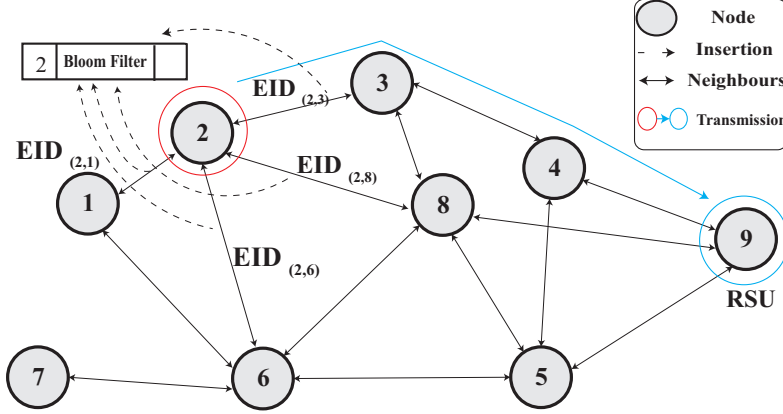 Node
Insertion
Neighbours
Transmission
2 Bloom Filter
EID (2,3)
3
2
EID (2,1)
EID (2,8)
4
1
8
9
EID (2,6)
RSU
7
6
5